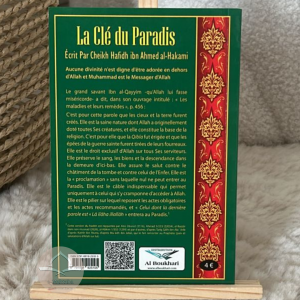 La Clé du Paradis
Écrit Par Cheikh Hafidh ibn Ahmed al-Hakami
Aucune divinité n'est digne d'être adorée en dehors
d'Allah et Muhammad est le Messager d'Allah
Le grand savant Ibn al-Qayyim -qu'Allah lui fasse
miséricorde- a dit, dans son ouvrage intitulé : « Les
maladies et leurs remèdes », p. 456 :
C'est pour cette parole que les cieux et la terre furent
créés. Elle est la saine nature dont Allah a originellement
doté toutes Ses créatures, et elle constitue la base de la
religion. C'est pour elle que la Qibla fut érigée et que les
épées de la guerre sainte furent tirées de leurs fourreaux.
Elle est le droit exclusif d'Allah sur tous Ses serviteurs.
Elle préserve le sang, les biens et la descendance dans
la demeure d'ici-bas. Elle assure le salut contre le
châtiment de la tombe et contre celui de l'Enfer. Elle est
la « proclamation » sans laquelle nul ne peut entrer au
Paradis. Elle est le câble indispensable qui permet
uniquement à celui qui s'y cramponne d'accéder à Allah.
Elle est le pilier sur lequel reposent les actes obligatoires
et les actes recommandés, et « Celui dont la dernière
parole est « Lâ ilâha illallâh » entrera au Paradis. »
Al Boukhari
4 €